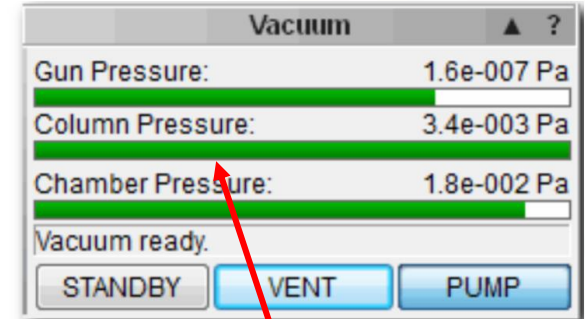 Vacuum ▲ ?
Gun Pressure: 1.6e-007 Pa
Column Pressure: 3.4e-003 Pa
Chamber Pressure: 1.8e-002 Pa
Vacuum ready.
STANDBY VENT PUMP